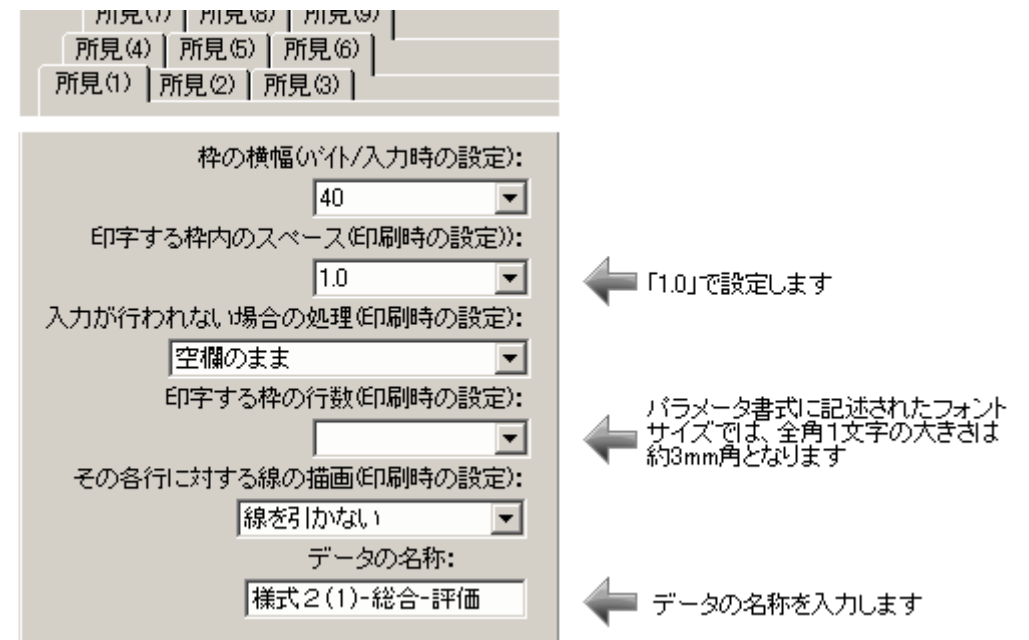 所見(7) 所見(8) 所見(9)
所見(4) 所見(5) 所見(6)
所見(1) 所見(2) 所見(3)
枠の横幅(バイト/入力時の設定):
40
印字する枠内のスペース(印刷時の設定)):
1.0
「1.0」で設定します
入力が行われない場合の処理(印刷時の設定):
空欄のまま
印字する枠の行数(印刷時の設定):
パラメータ書式に記述されたフォント
サイズでは、全角1文字の大きさは
約3mm角となります
その各行に対する線の描画(印刷時の設定):
線を引かない
データの名称:
様式2(1)-総合-評価
データの名称を入力します